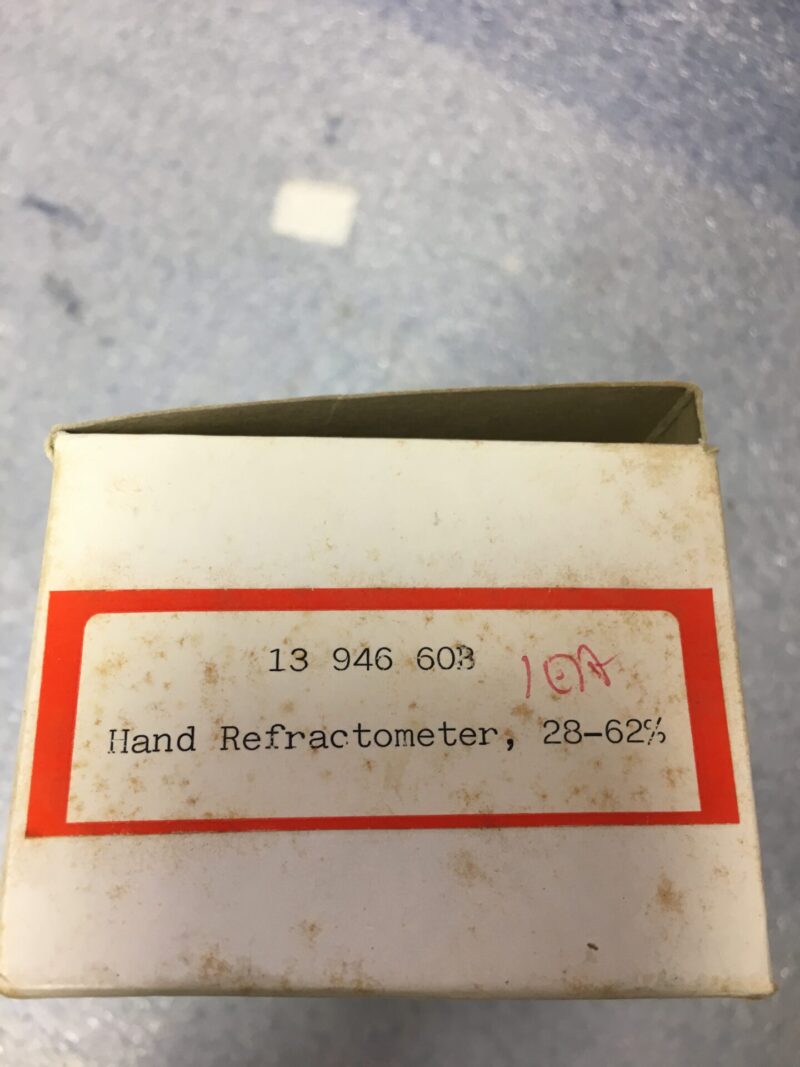 13 946 60B
Hand Refractometer, 28-62%